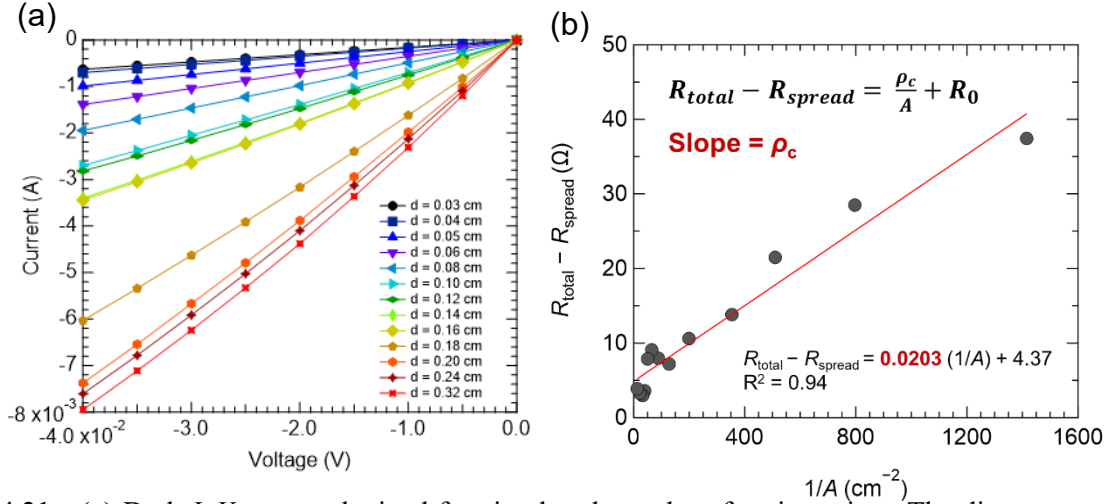 (a)
0
-1
-2
-3
-4
-5
-6
-7
-8 x10⁻³
Current (A)
-4.0 x 10⁻²
-3.0
-2.0
-1.0
0.0
Voltage (V)
d = 0.03 cm
d = 0.04 cm
d = 0.05 cm
d = 0.06 cm
d = 0.08 cm
d = 0.10 cm
d = 0.12 cm
d = 0.14 cm
d = 0.16 cm
d = 0.18 cm
d = 0.20 cm
d = 0.24 cm
d = 0.32 cm
(b)
50
40
30
20
10
0
R_total − R_spread (Ω)
R_total − R_spread = ρ_c/A + R_0
Slope = ρ_c
R_total − R_spread = 0.0203 (1/A) + 4.37
R² = 0.94
0
400
800
1200
1600
1/A (cm⁻²)